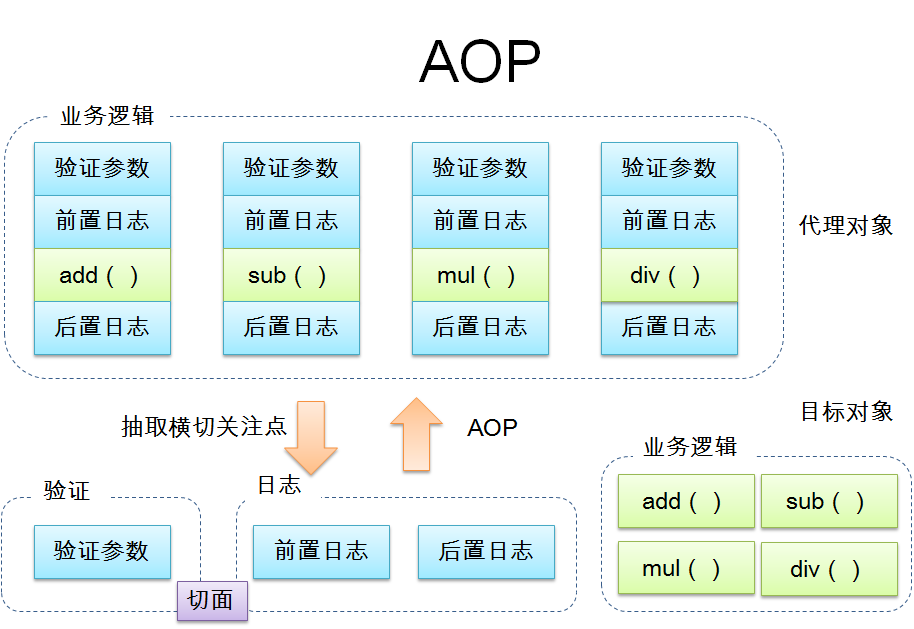 AOP
业务逻辑
验证参数 验证参数 验证参数 验证参数
前置日志 前置日志 前置日志 前置日志
代理对象
add ( ) sub ( ) mul ( ) div ( )
后置日志 后置日志 后置日志 后置日志
抽取横切关注点
AOP
目标对象
业务逻辑
验证
日志
add ( ) sub ( )
验证参数
前置日志 后置日志
mul ( ) div ( )
切面